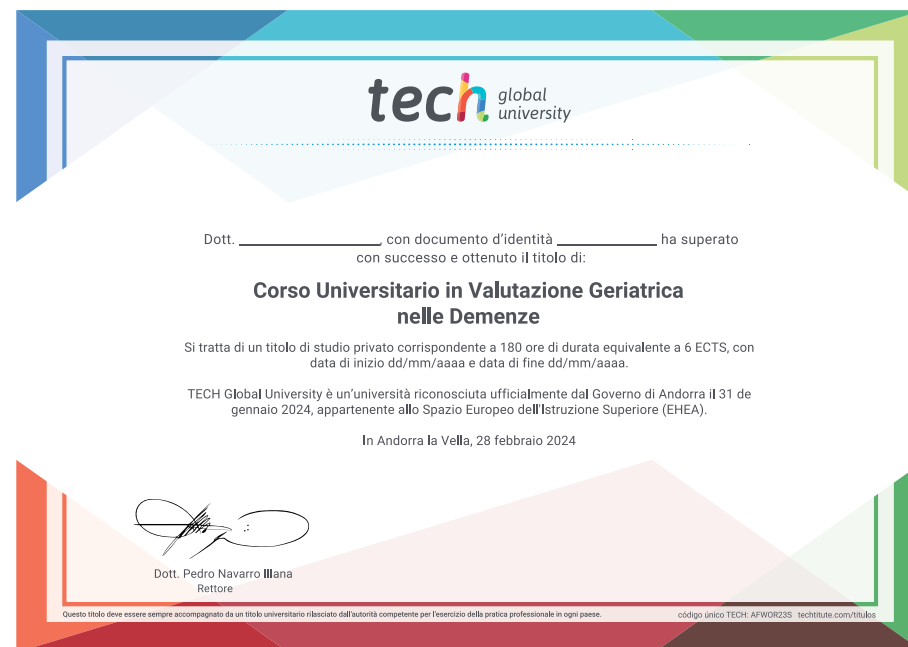 tech global university
Dott. ____________, con documento d'identità ____________ ha superato
con successo e ottenuto il titolo di:
Corso Universitario in Valutazione Geriatrica
nelle Demenze
Si tratta di un titolo di studio privato corrispondente a 180 ore di durata equivalente a 6 ECTS, con
data di inizio dd/mm/aaaa e data di fine dd/mm/aaaa.
TECH Global University è un'università riconosciuta ufficialmente dal Governo di Andorra il 31 de
gennaio 2024, appartenente allo Spazio Europeo dell'Istruzione Superiore (EHEA).
In Andorra la Vella, 28 febbraio 2024
Dott. Pedro Navarro Illana
Rettore
Questo titolo deve essere sempre accompagnato da un titolo universitario rilasciato dall'autorità competente per l'esercizio della pratica professionale in ogni paese.
código único TECH: AFWOR23S techtitute.com/titulos